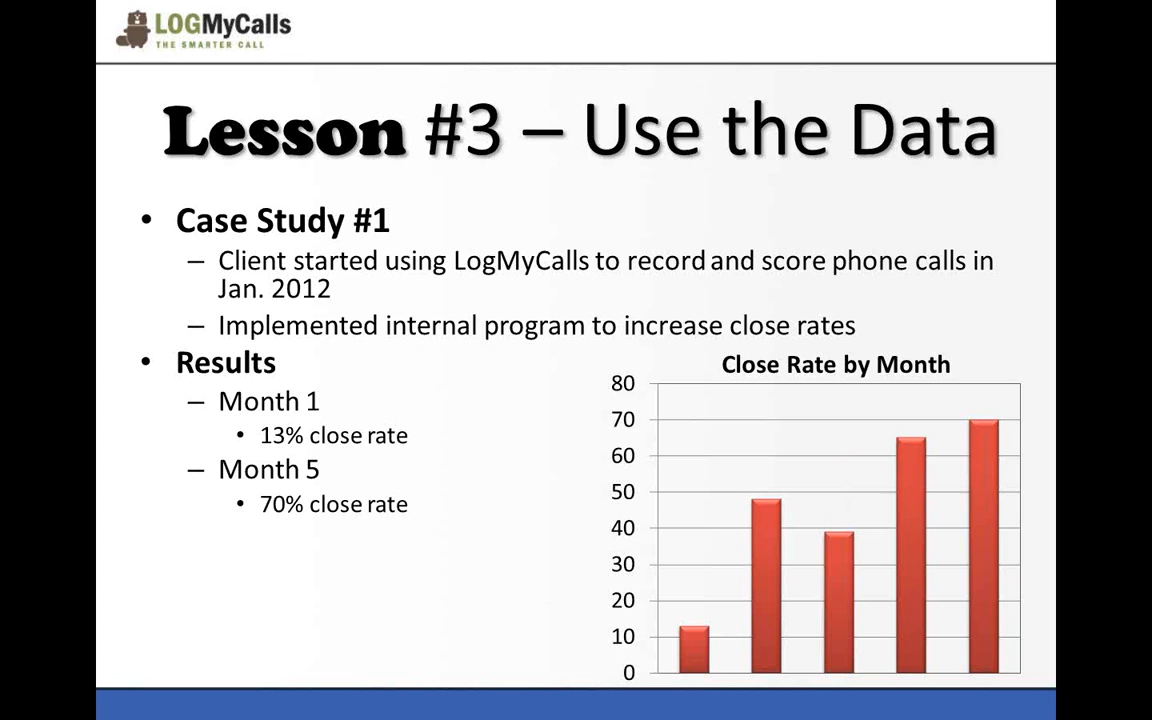 LOGMyCalls
THE SMARTER CALL
Lesson #3 – Use the Data
• Case Study #1
– Client started using LogMyCalls to record and score phone calls in
Jan. 2012
– Implemented internal program to increase close rates
• Results
– Month 1
• 13% close rate
– Month 5
• 70% close rate
Close Rate by Month
80
70
60
50
40
30
20
10
0